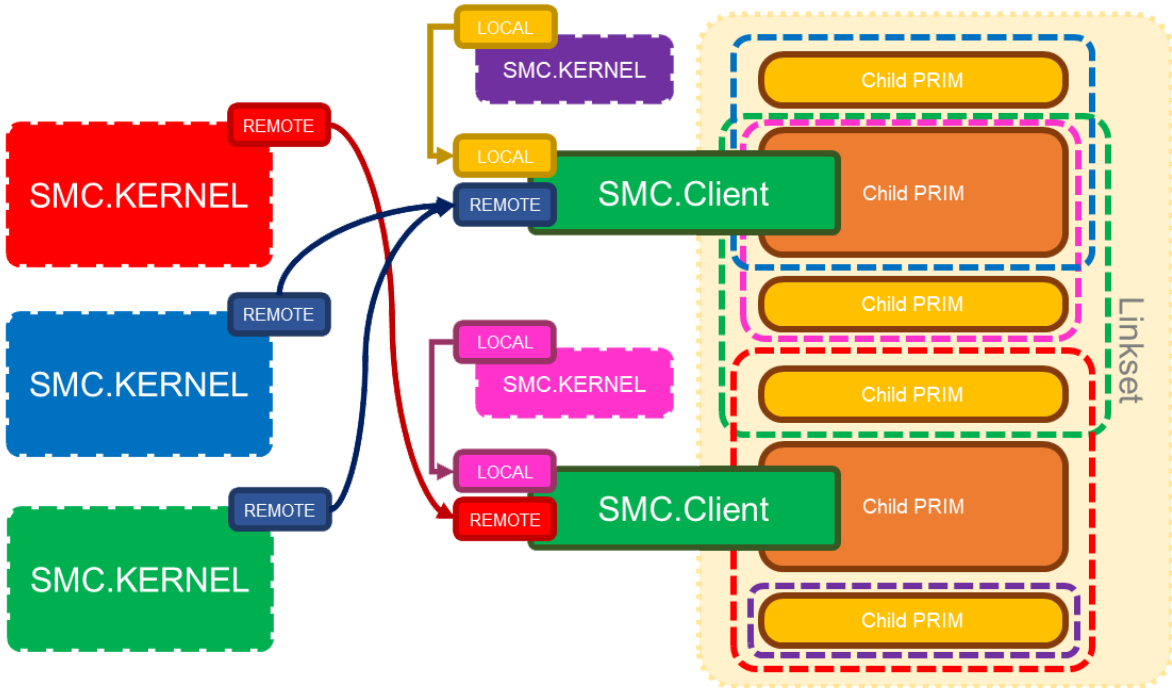 LOCAL
SMC.KERNEL
Child PRIM
REMOTE
LOCAL
SMC.KERNEL
SMC.Client
Child PRIM
REMOTE
Child PRIM
REMOTE
SMC.KERNEL
LOCAL
SMC.KERNEL
Child PRIM
Linkset
LOCAL
REMOTE
SMC.Client
Child PRIM
REMOTE
SMC.KERNEL
Child PRIM